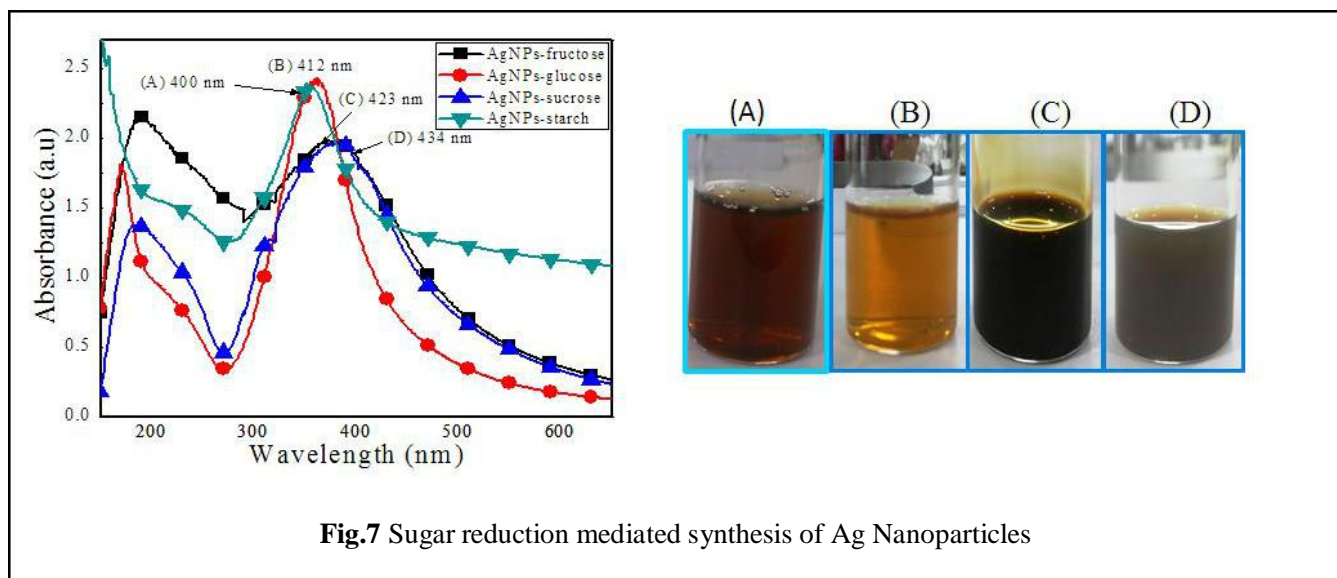 2.5
2.0
1.5
1.0
0.5
0.0
Absorbance (a.u)
200 300 400 500 600
Wavelength (nm)
(A) 400 nm
(B) 412 nm
(C) 423 nm
(D) 434 nm
AgNPs-fructose
AgNPs-glucose
AgNPs-sucrose
AgNPs-starch
(A) (B) (C) (D)
Fig.7 Sugar reduction mediated synthesis of Ag Nanoparticles